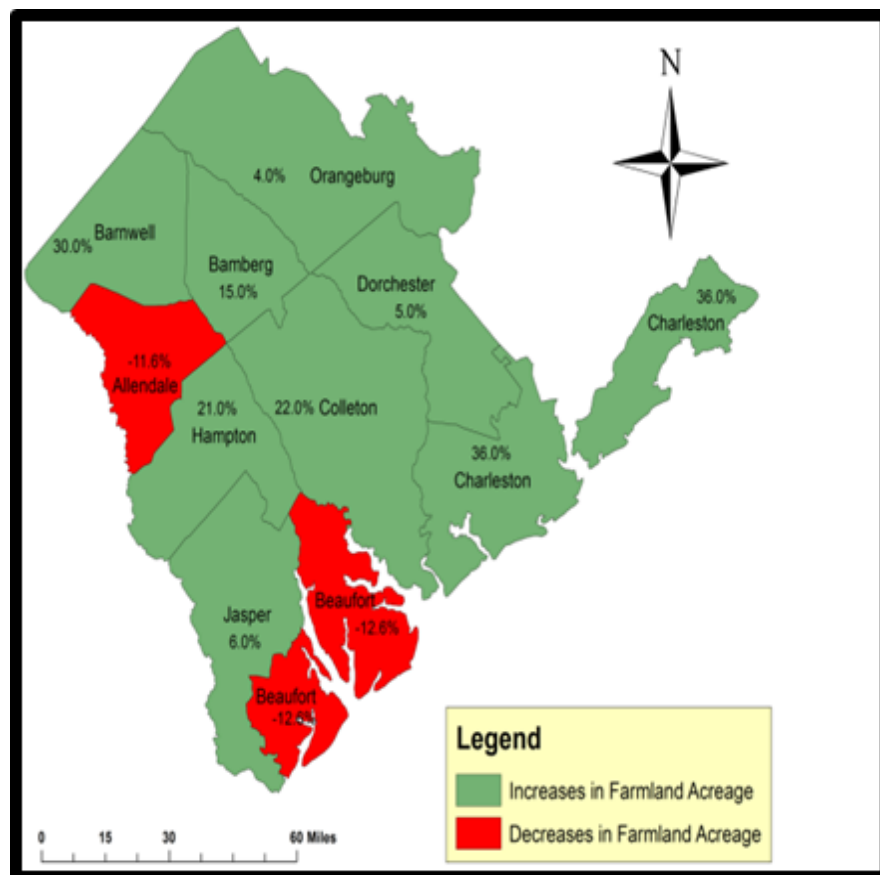 N
4.0% Orangeburg
Barnwell
30.0%
Bamberg
15.0%
Dorchester
5.0%
36.0%
Charleston
-11.6%
Allendale
21.0%
Hampton
22.0% Colleton
36.0%
Charleston
Jasper
6.0%
Beaufort
-12.6%
Beaufort
-12.6%
Legend
Increases in Farmland Acreage
Decreases in Farmland Acreage
0 15 30 60 Miles